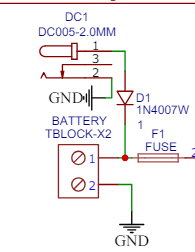 DC1
DC005-2.0MM
1
3
2
GND
D1
1N4007W
1
BATTERY
TBLOCK-X2
F1
FUSE
1
2
2
GND